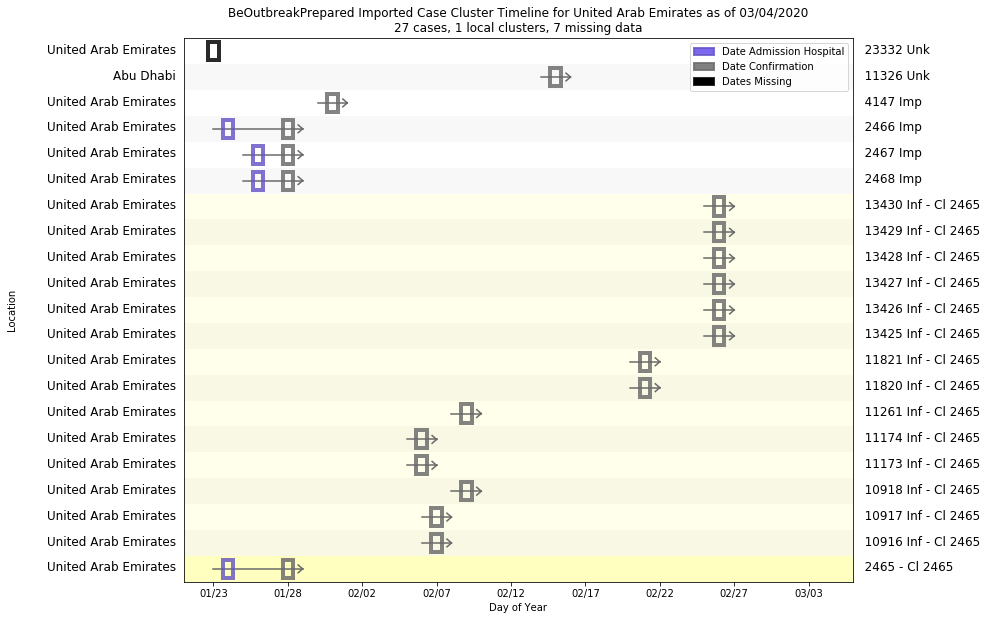 BeOutbreakPrepared Imported Case Cluster Timeline for United Arab Emirates as of 03/04/2020
27 cases, 1 local clusters, 7 missing data
Date Admission Hospital
Date Confirmation
Dates Missing
Location
United Arab Emirates 23332 Unk
Abu Dhabi 11326 Unk
United Arab Emirates 4147 Imp
United Arab Emirates 2466 Imp
United Arab Emirates 2467 Imp
United Arab Emirates 2468 Imp
United Arab Emirates 13430 Inf - Cl 2465
United Arab Emirates 13429 Inf - Cl 2465
United Arab Emirates 13428 Inf - Cl 2465
United Arab Emirates 13427 Inf - Cl 2465
United Arab Emirates 13426 Inf - Cl 2465
United Arab Emirates 13425 Inf - Cl 2465
United Arab Emirates 11821 Inf - Cl 2465
United Arab Emirates 11820 Inf - Cl 2465
United Arab Emirates 11261 Inf - Cl 2465
United Arab Emirates 11174 Inf - Cl 2465
United Arab Emirates 11173 Inf - Cl 2465
United Arab Emirates 10918 Inf - Cl 2465
United Arab Emirates 10917 Inf - Cl 2465
United Arab Emirates 10916 Inf - Cl 2465
United Arab Emirates 2465 - Cl 2465
01/23 01/28 02/02 02/07 02/12 02/17 02/22 02/27 03/03
Day of Year